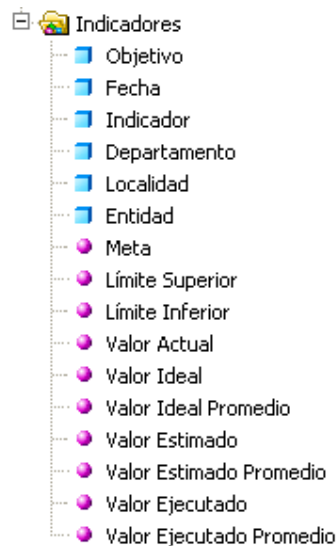 Indicadores
Objetivo
Fecha
Indicador
Departamento
Localidad
Entidad
Meta
Límite Superior
Límite Inferior
Valor Actual
Valor Ideal
Valor Ideal Promedio
Valor Estimado
Valor Estimado Promedio
Valor Ejecutado
Valor Ejecutado Promedio